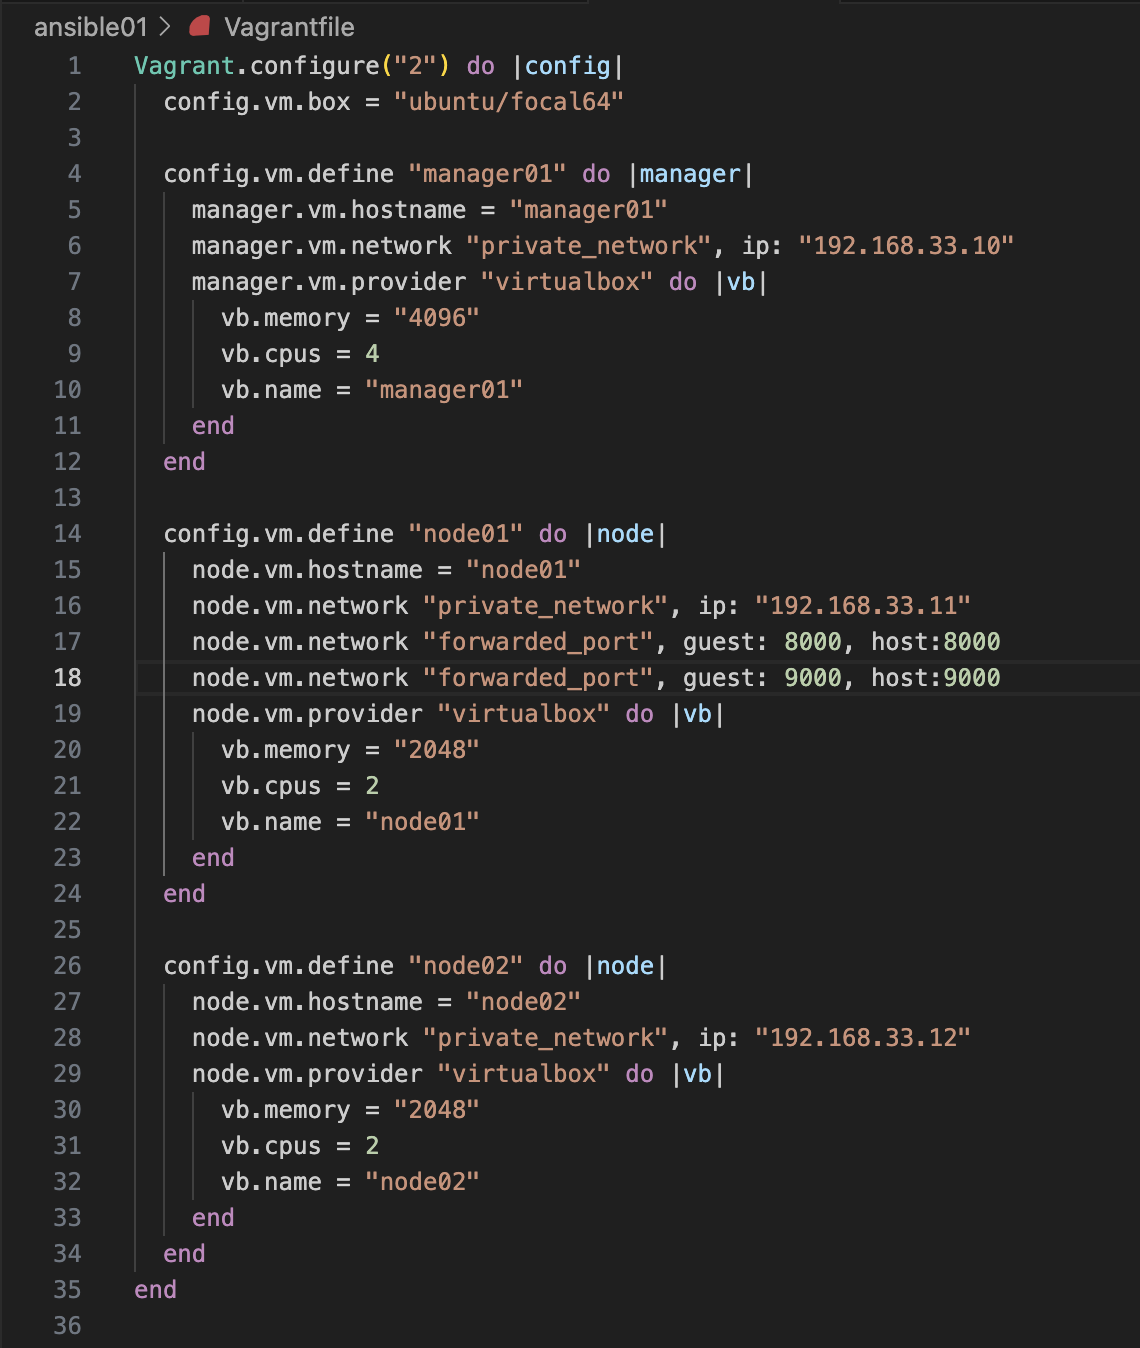 ansible01 > Vagrantfile
1 Vagrant.configure("2") do |config|
2   config.vm.box = "ubuntu/focal64"
3
4   config.vm.define "manager01" do |manager|
5     manager.vm.hostname = "manager01"
6     manager.vm.network "private_network", ip: "192.168.33.10"
7     manager.vm.provider "virtualbox" do |vb|
8       vb.memory = "4096"
9       vb.cpus = 4
10       vb.name = "manager01"
11     end
12   end
13
14   config.vm.define "node01" do |node|
15     node.vm.hostname = "node01"
16     node.vm.network "private_network", ip: "192.168.33.11"
17     node.vm.network "forwarded_port", guest: 8000, host:8000
18     node.vm.network "forwarded_port", guest: 9000, host:9000
19     node.vm.provider "virtualbox" do |vb|
20       vb.memory = "2048"
21       vb.cpus = 2
22       vb.name = "node01"
23     end
24   end
25
26   config.vm.define "node02" do |node|
27     node.vm.hostname = "node02"
28     node.vm.network "private_network", ip: "192.168.33.12"
29     node.vm.provider "virtualbox" do |vb|
30       vb.memory = "2048"
31       vb.cpus = 2
32       vb.name = "node02"
33     end
34   end
35 end
36